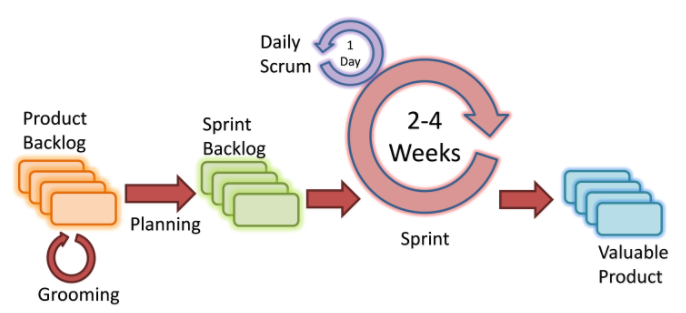 Daily
Scrum
1
Day
Product
Backlog
Sprint
Backlog
2-4
Weeks
Planning
Sprint
Grooming
Valuable
Product